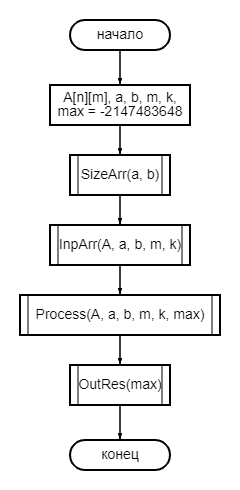 начало
A[n][m], a, b, m, k,
max = -2147483648
SizeArr(a, b)
InpArr(A, a, b, m, k)
Process(A, a, b, m, k, max)
OutRes(max)
конец